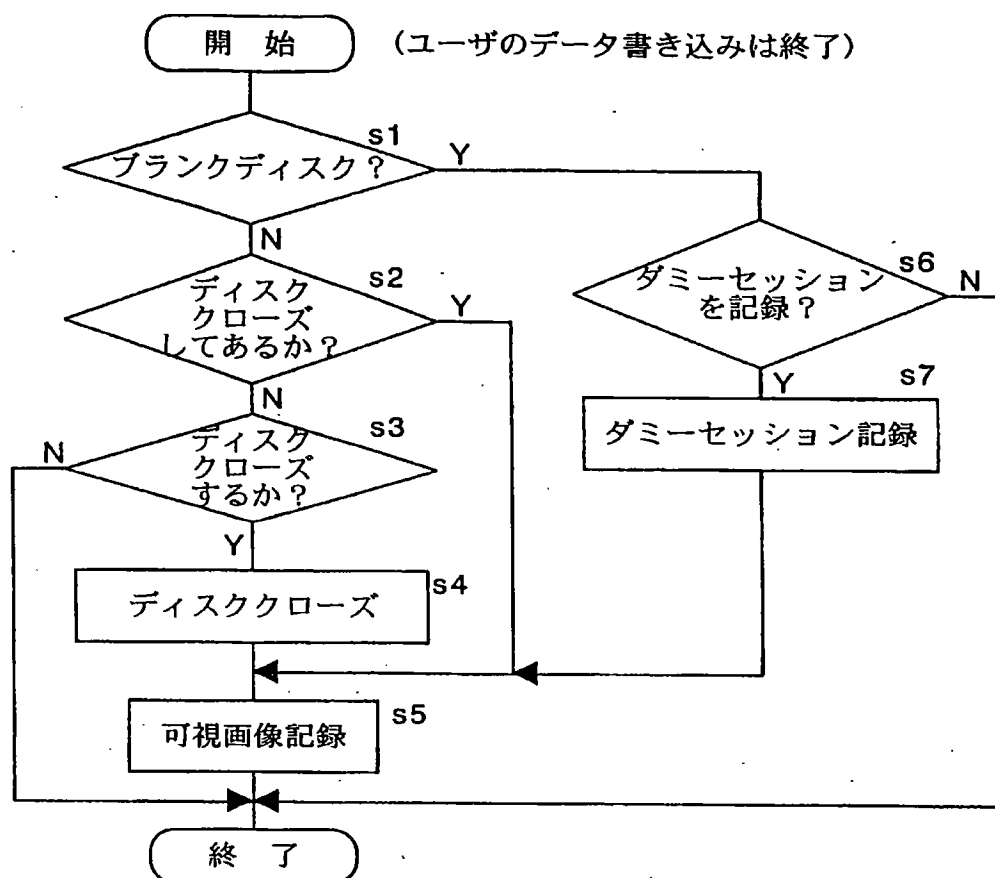 開 始
(ユーザのデータ書き込みは終了)
s1
ブランクディスク?
Y
N
s2
ディスク
クローズ
してあるか?
Y
N
s6
ダミーセッション
を記録?
N
Y
s7
ダミーセッション記録
s3
ディスク
クローズ
するか?
N
Y
s4
ディスククローズ
s5
可視画像記録
終 了